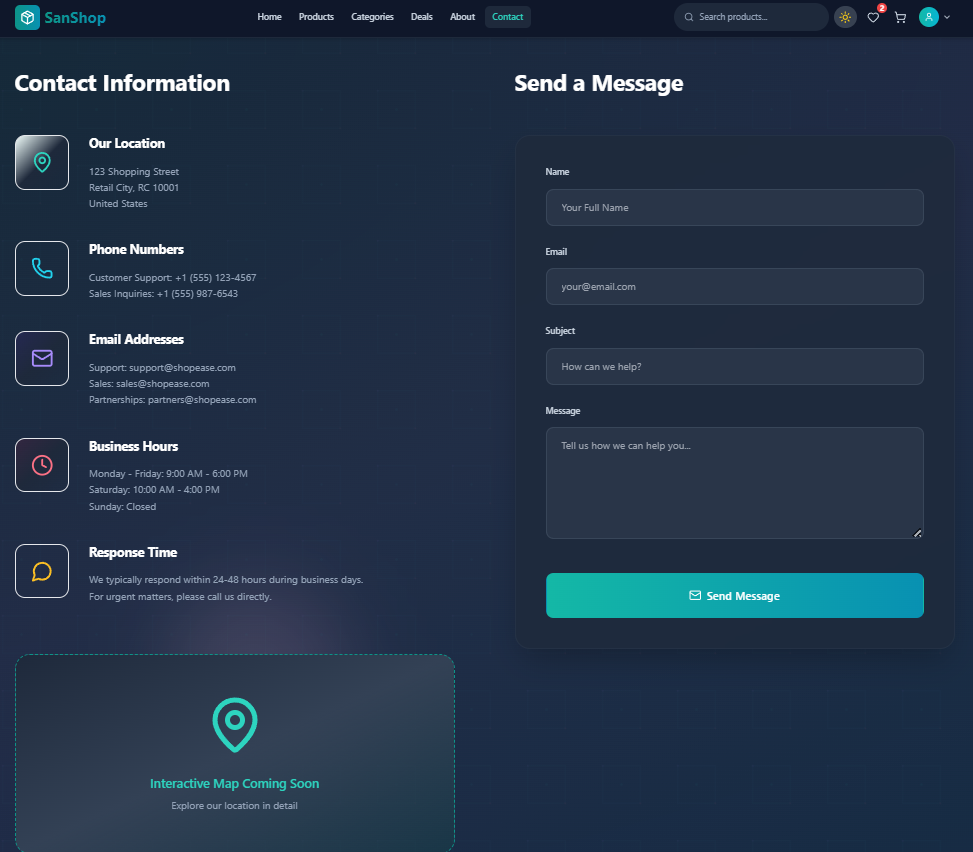 SanShop
Home
Products
Categories
Deals
About
Contact
Search products...
2
Contact Information
Our Location
123 Shopping Street
Retail City, RC 10001
United States
Phone Numbers
Customer Support: +1 (555) 123-4567
Sales Inquiries: +1 (555) 987-6543
Email Addresses
Support: support@shopease.com
Sales: sales@shopease.com
Partnerships: partners@shopease.com
Business Hours
Monday - Friday: 9:00 AM - 6:00 PM
Saturday: 10:00 AM - 4:00 PM
Sunday: Closed
Response Time
We typically respond within 24-48 hours during business days.
For urgent matters, please call us directly.
Interactive Map Coming Soon
Explore our location in detail
Send a Message
Name
Your Full Name
Email
your@email.com
Subject
How can we help?
Message
Tell us how we can help you...
Send Message